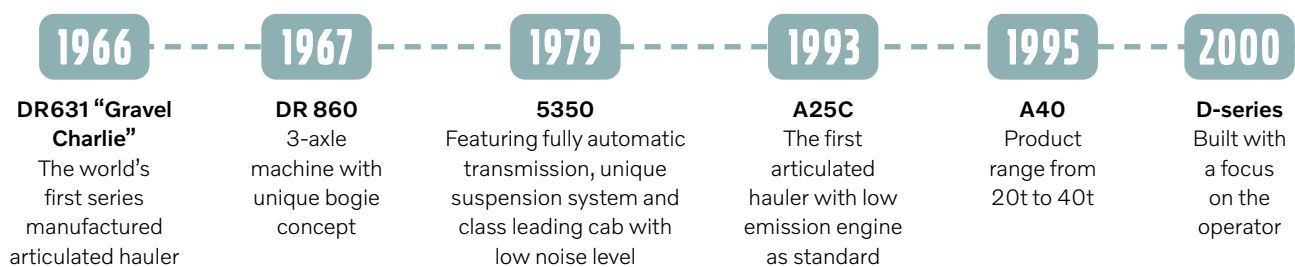 1966
DR631 “Gravel
Charlie”
The world’s
first series
manufactured
articulated hauler
1967
DR 860
3-axle
machine with
unique bogie
concept
1979
5350
Featuring fully automatic
transmission, unique
suspension system and
class leading cab with
low noise level
1993
A25C
The first
articulated
hauler with low
emission engine
as standard
1995
A40
Product
range from
20t to 40t
2000
D-series
Built with
a focus
on the
operator